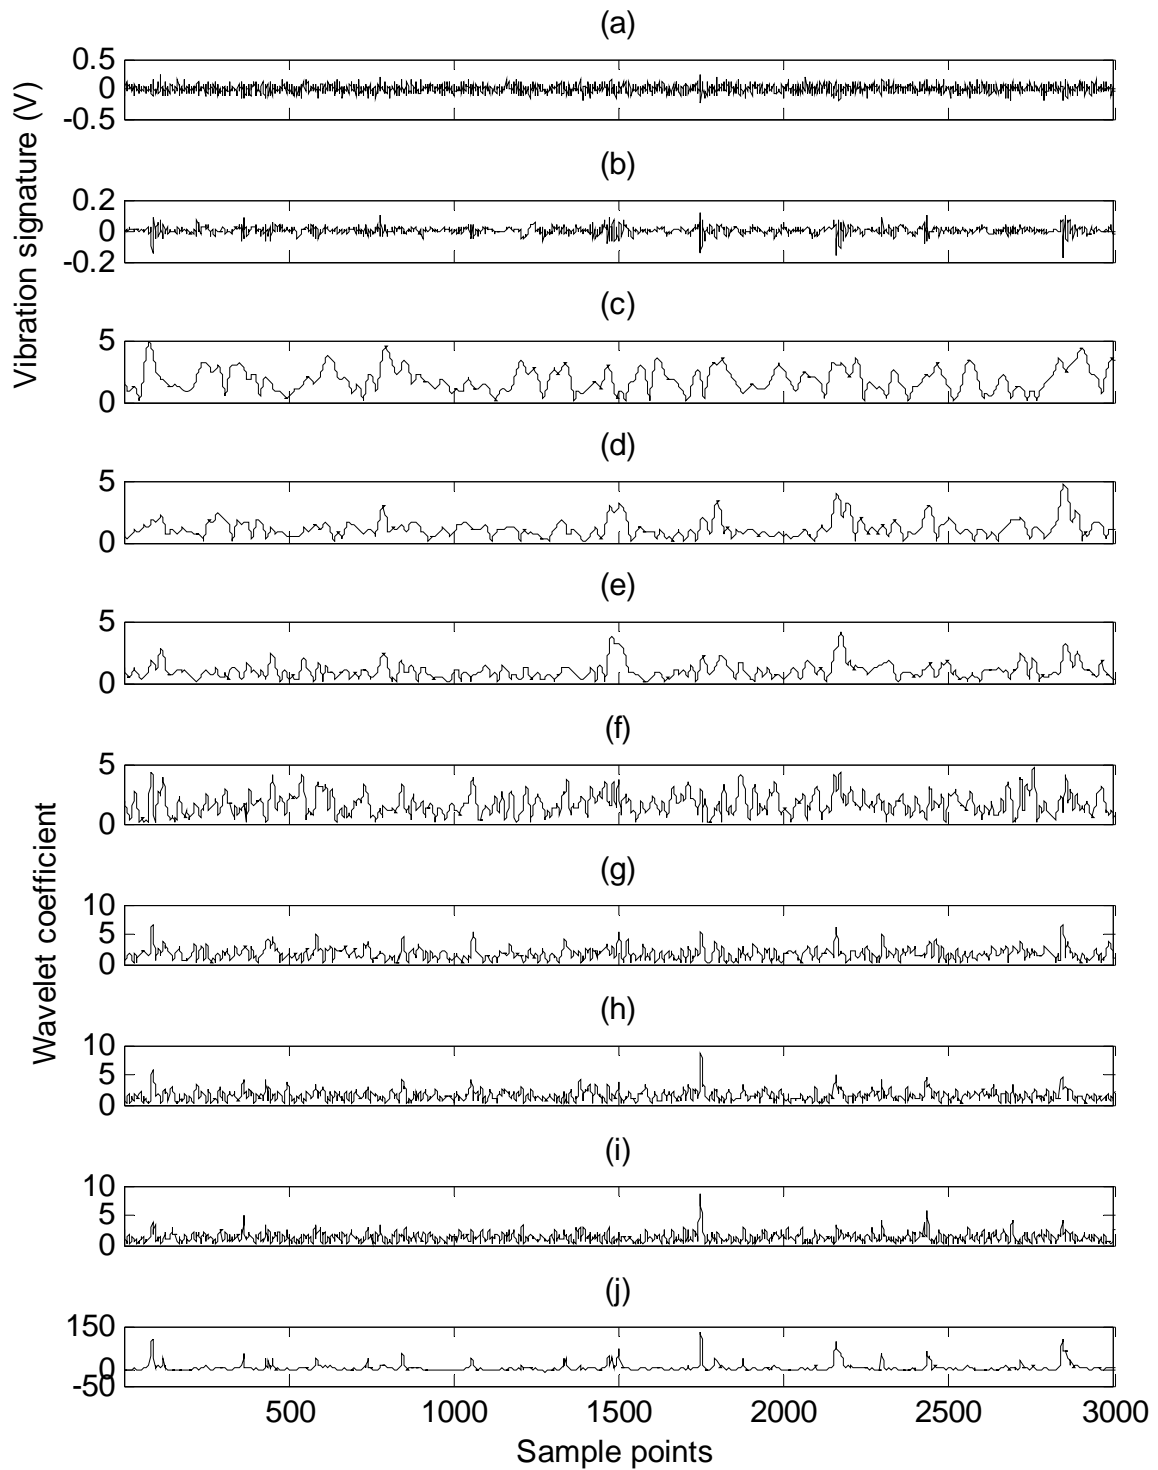 (a)
0.5
0
-0.5
(b)
0.2
0
-0.2
Vibration signature (V)
(c)
5
0
(d)
5
0
(e)
5
0
(f)
5
0
(g)
10
5
0
Wavelet coefficient
(h)
10
5
0
(i)
10
5
0
(j)
150
0
-50
500 1000 1500 2000 2500 3000
Sample points